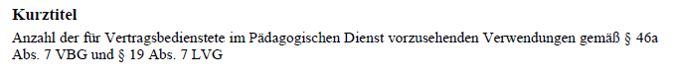 Kurztitel
Anzahl der für Vertragsbedienstete im Pädagogischen Dienst vorzusehenden Verwendungen gemäß § 46a
Abs. 7 VBG und § 19 Abs. 7 LVG